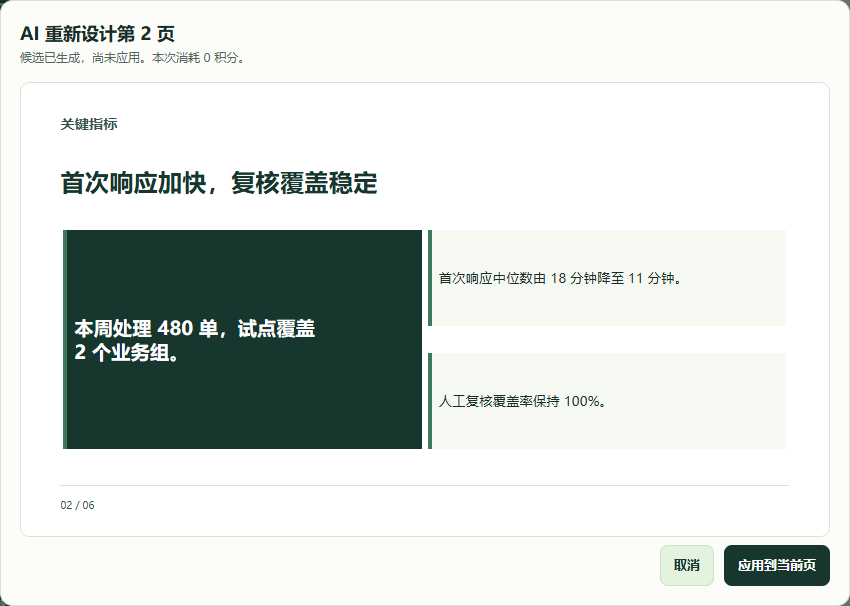 AI 重新设计第 2 页
候选已生成，尚未应用。本次消耗 0 积分。
关键指标
首次响应加快，复核覆盖稳定
本周处理 480 单，试点覆盖
2 个业务组。
首次响应中位数由 18 分钟降至 11 分钟。
人工复核覆盖率保持 100%。
02 / 06
取消
应用到当前页